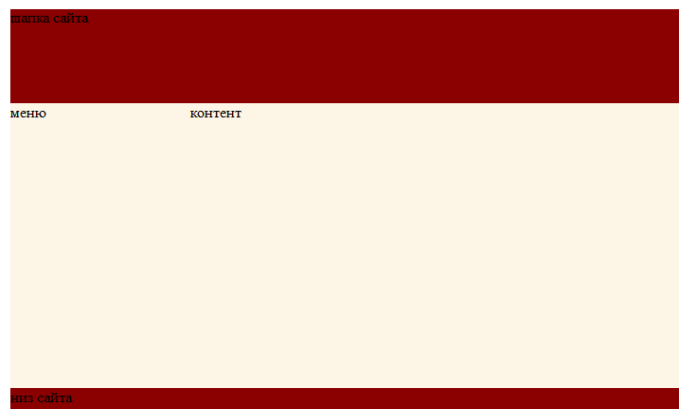 шапка сайта
меню
контент
низ сайта